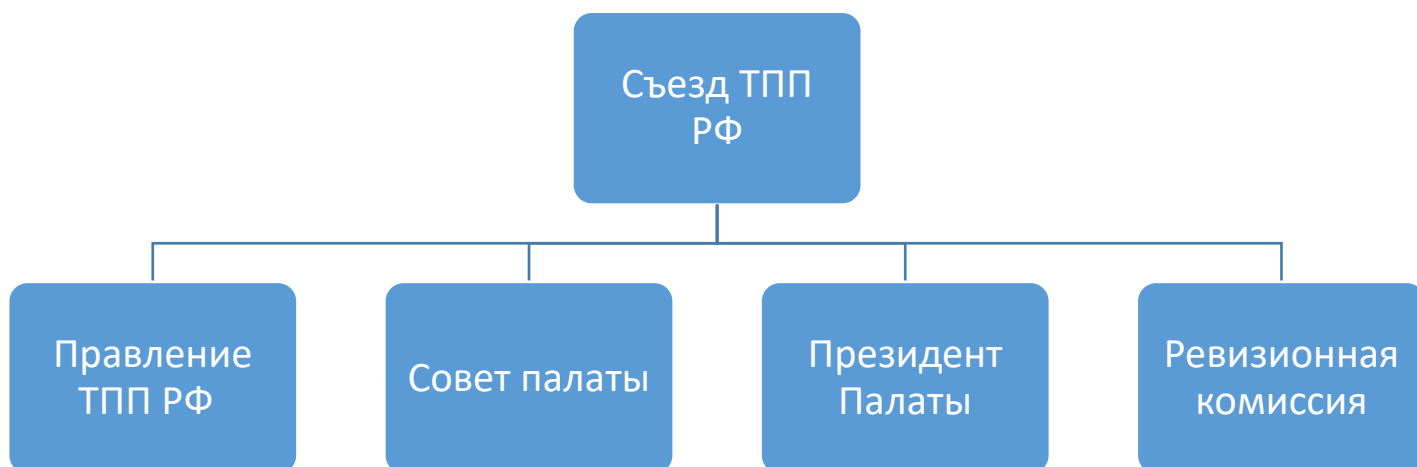 Съезд ТПП
РФ
Правление
ТПП РФ
Совет палаты
Президент
Палаты
Ревизионная
комиссия